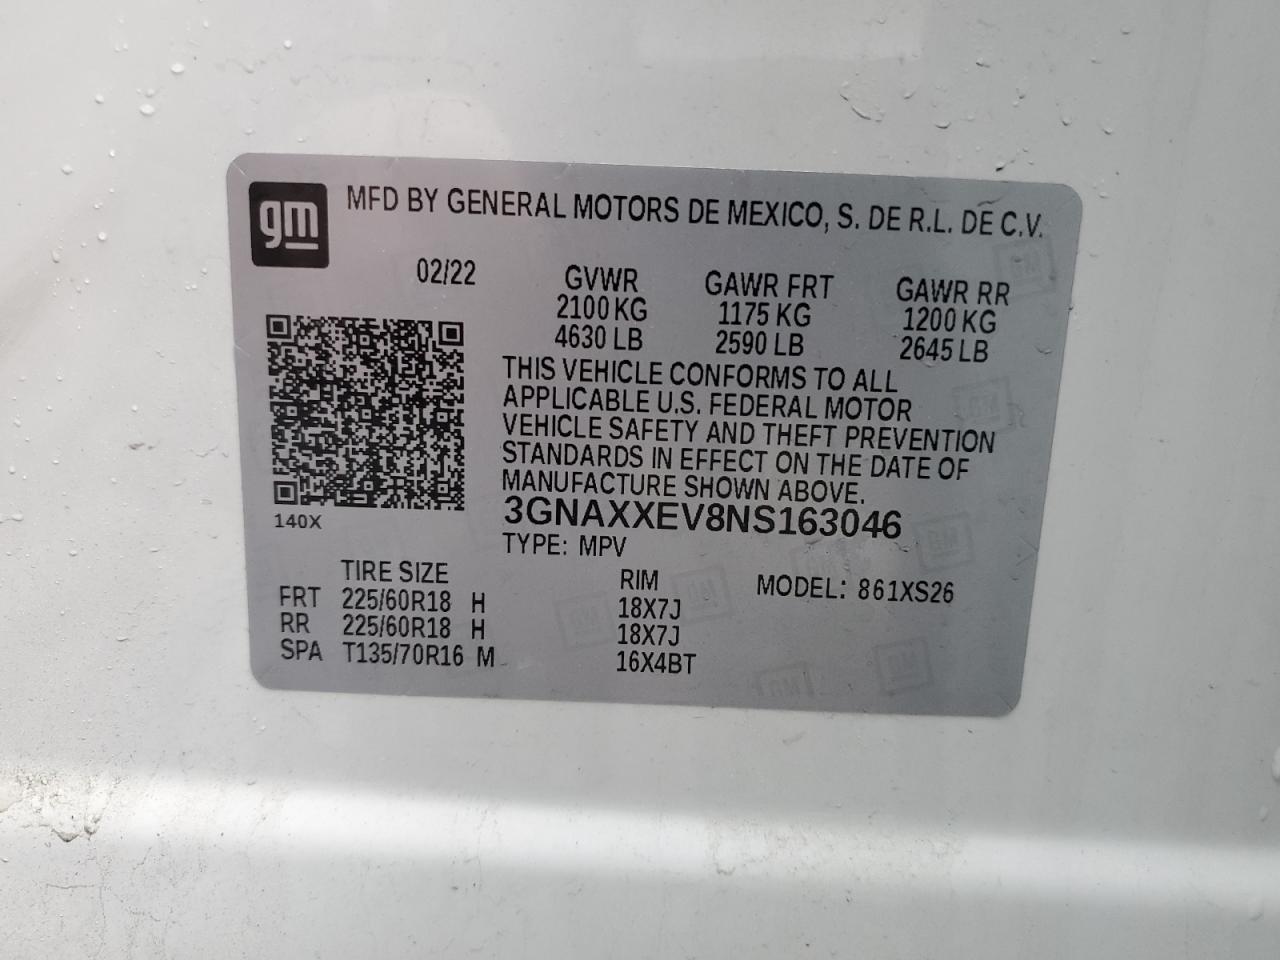 gm
MFD BY GENERAL MOTORS DE MEXICO, S. DE R.L. DE C.V.
02/22
GVWR GAWR FRT GAWR RR
2100 KG 1175 KG 1200 KG
4630 LB 2590 LB 2645 LB
THIS VEHICLE CONFORMS TO ALL
APPLICABLE U.S. FEDERAL MOTOR
VEHICLE SAFETY AND THEFT PREVENTION
STANDARDS IN EFFECT ON THE DATE OF
MANUFACTURE SHOWN ABOVE.
140X
3GNAXXEV8NS163046
TYPE: MPV
TIRE SIZE RIM MODEL: 861XS26
FRT 225/60R18 H 18X7J
RR 225/60R18 H 18X7J
SPA T135/70R16 M 16X4BT